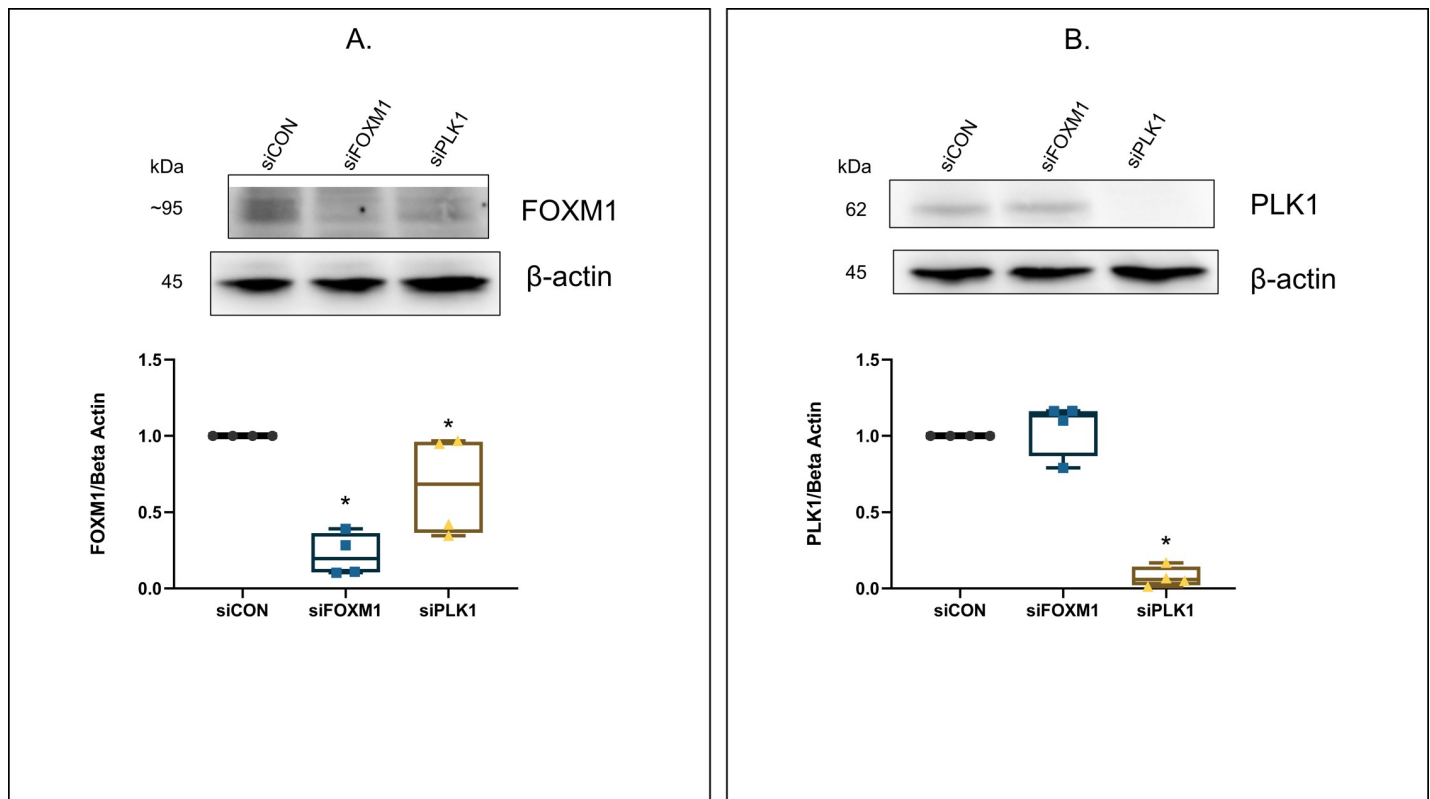 A.
siCON siFOXM1 siPLK1
kDa
~95 FOXM1
45 β-actin
1.5
1.0
0.5
0.0
FOXM1/Beta Actin
* *
siCON siFOXM1 siPLK1
B.
siCON siFOXM1 siPLK1
kDa
62 PLK1
45 β-actin
1.5
1.0
0.5
0.0
PLK1/Beta Actin
*
siCON siFOXM1 siPLK1